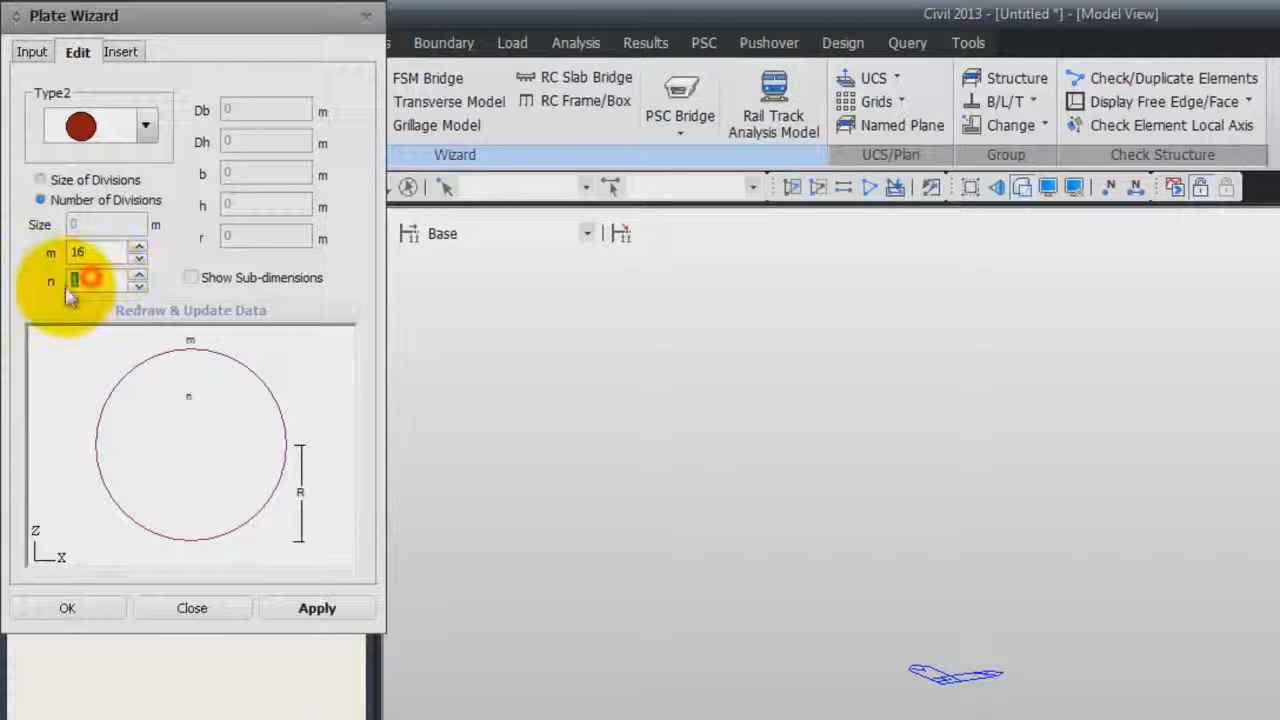 Plate Wizard
Civil 2013 - [Untitled *] - [Model View]
Input Edit Insert
Boundary Load Analysis Results PSC Pushover Design Query Tools
FSM Bridge RC Slab Bridge
Transverse Model RC Frame/Box
Grillage Model
PSC Bridge
Rail Track
Analysis Model
UCS
Grids
Named Plane
Structure
B/L/T
Change
Check/Duplicate Elements
Display Free Edge/Face
Check Element Local Axis
Wizard UCS/Plan Group Check Structure
Base
Type2
Db 0 m
Dh 0 m
b 0 m
h 0 m
r 0 m
Size of Divisions
Number of Divisions
Size 0 m
m 16
n
Show Sub-dimensions
Redraw & Update Data
m
n
R
Z
X
OK Close Apply